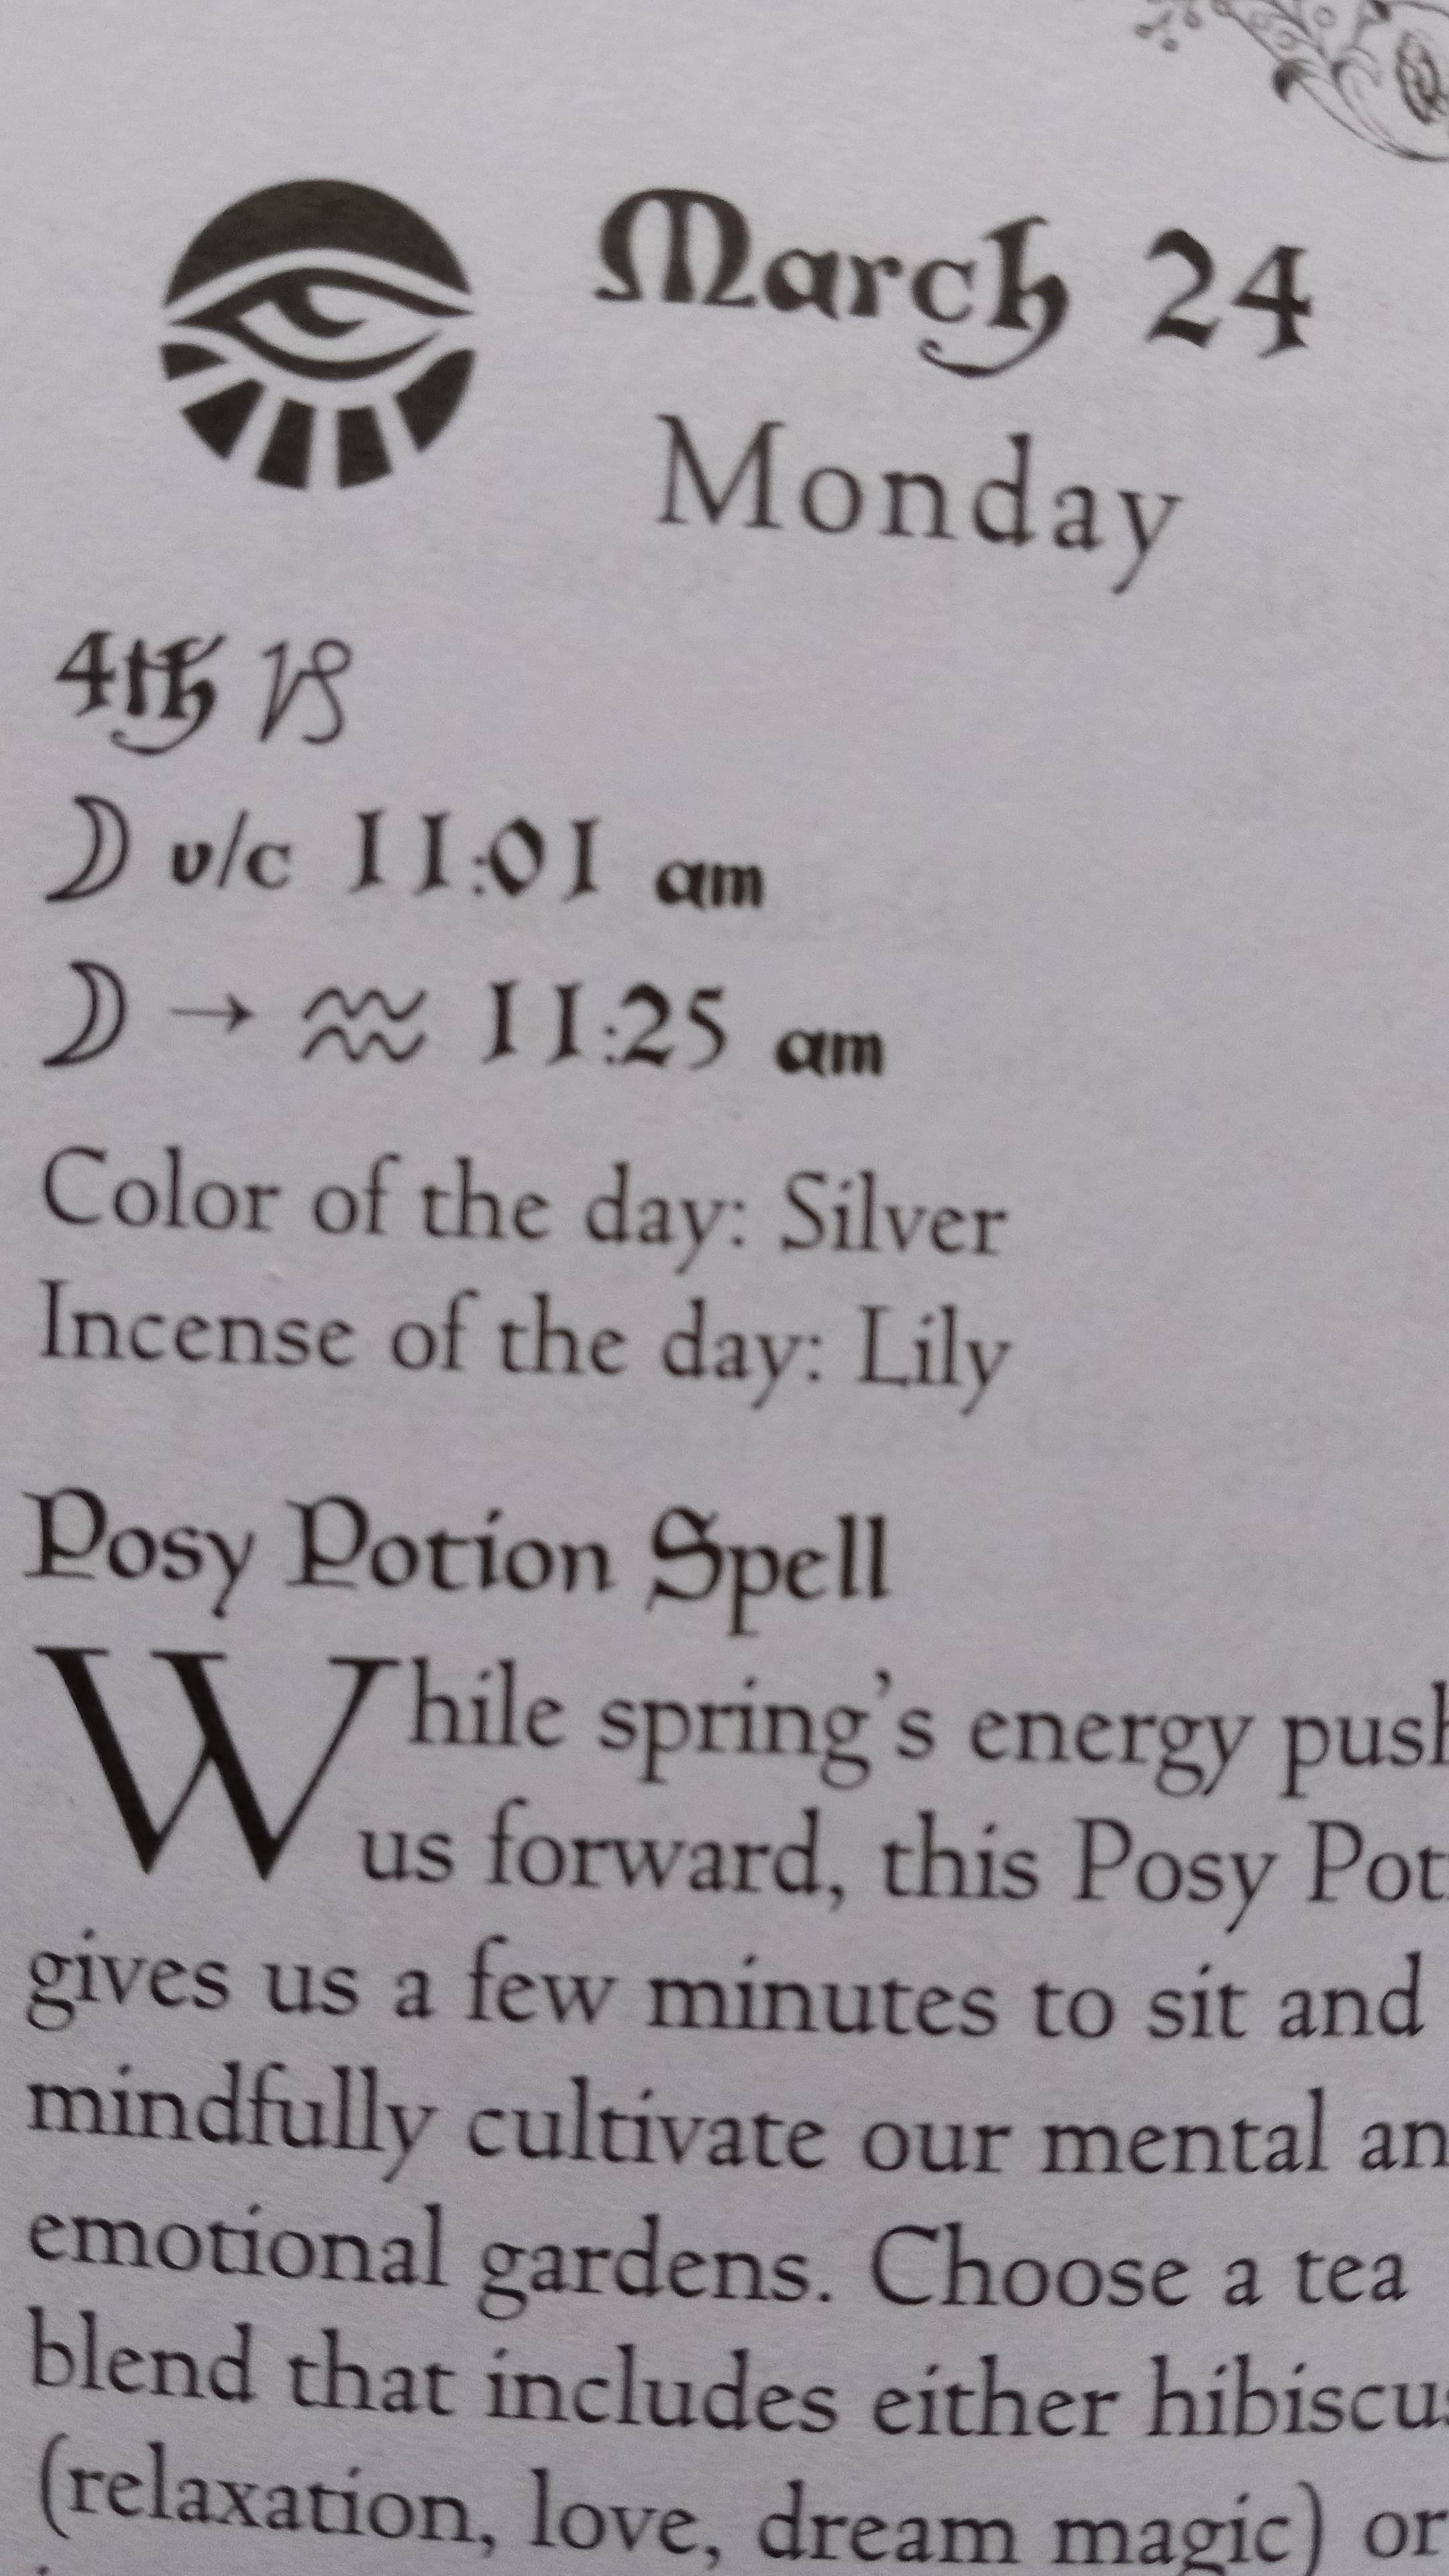 March 24
Monday
4th ♑
☽ v/c 11:01 am
☽ → ♒ 11:25 am
Color of the day: Silver
Incense of the day: Lily
Posy Potion Spell
While spring's energy
us forward, this Posy
gives us a few minutes to sit and
mindfully cultivate our mental
emotional gardens. Choose a tea
blend that includes either
(relaxation, love, dream magic) or